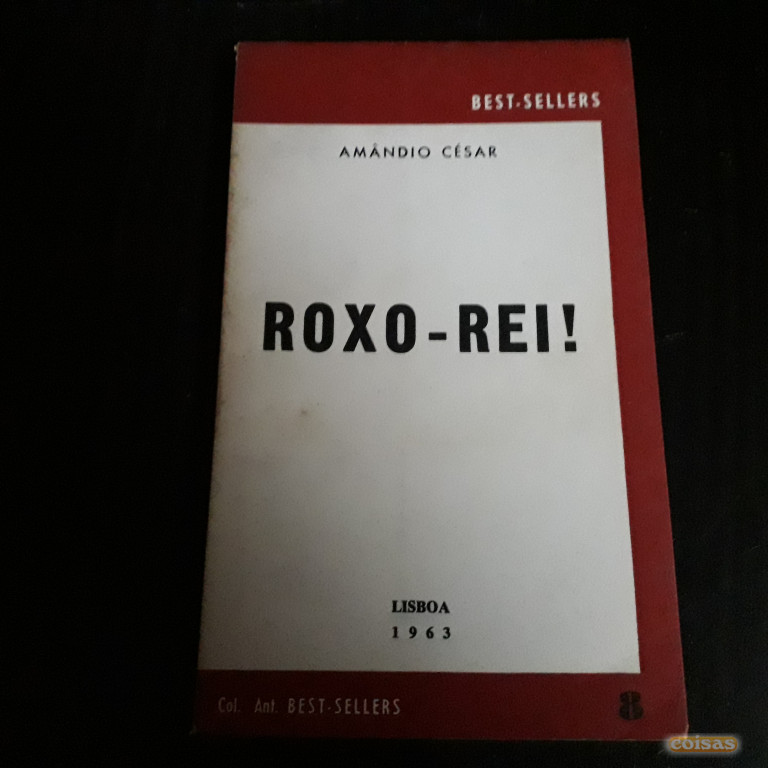 BEST-SELLERS
AMÂNDIO CÉSAR
ROXO-REI!
LISBOA
1963
Col. Ant. BEST-SELLERS 8
coisas